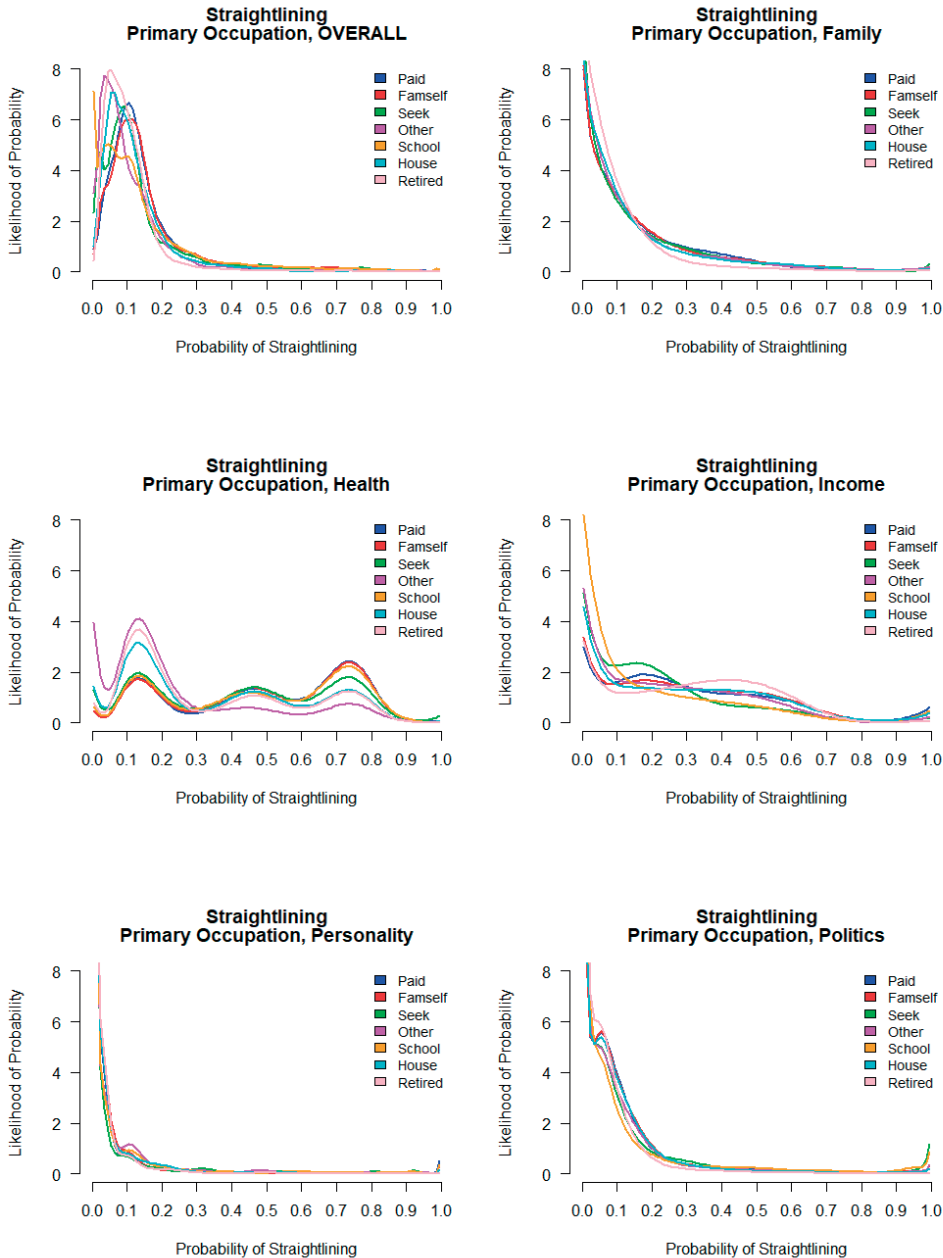 Straightlining
Primary Occupation, OVERALL
Likelihood of Probability
8
6
4
2
0
Paid
Famself
Seek
Other
School
House
Retired
0.0 0.1 0.2 0.3 0.4 0.5 0.6 0.7 0.8 0.9 1.0
Probability of Straightlining
Straightlining
Primary Occupation, Family
Likelihood of Probability
8
6
4
2
0
Paid
Famself
Seek
Other
School
House
Retired
0.0 0.1 0.2 0.3 0.4 0.5 0.6 0.7 0.8 0.9 1.0
Probability of Straightlining
Straightlining
Primary Occupation, Health
Likelihood of Probability
8
6
4
2
0
Paid
Famself
Seek
Other
School
House
Retired
0.0 0.1 0.2 0.3 0.4 0.5 0.6 0.7 0.8 0.9 1.0
Probability of Straightlining
Straightlining
Primary Occupation, Income
Likelihood of Probability
8
6
4
2
0
Paid
Famself
Seek
Other
School
House
Retired
0.0 0.1 0.2 0.3 0.4 0.5 0.6 0.7 0.8 0.9 1.0
Probability of Straightlining
Straightlining
Primary Occupation, Personality
Likelihood of Probability
8
6
4
2
0
Paid
Famself
Seek
Other
School
House
Retired
0.0 0.1 0.2 0.3 0.4 0.5 0.6 0.7 0.8 0.9 1.0
Probability of Straightlining
Straightlining
Primary Occupation, Politics
Likelihood of Probability
8
6
4
2
0
Paid
Famself
Seek
Other
School
House
Retired
0.0 0.1 0.2 0.3 0.4 0.5 0.6 0.7 0.8 0.9 1.0
Probability of Straightlining